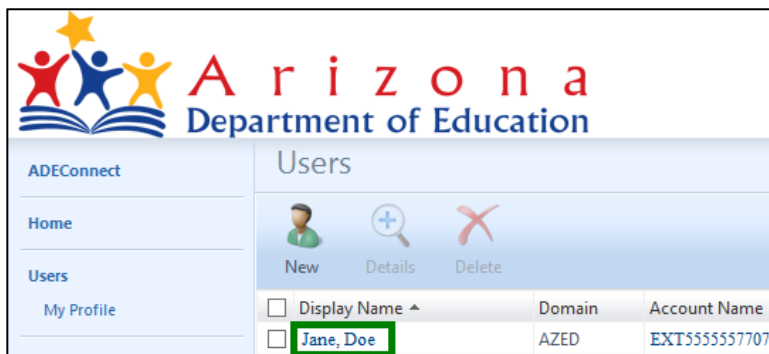 Arizona
Department of Education
ADEConnect
Home
Users
My Profile
Users
New Details Delete
Display Name Domain Account Name
Jane, Doe AZED EXT5555557707